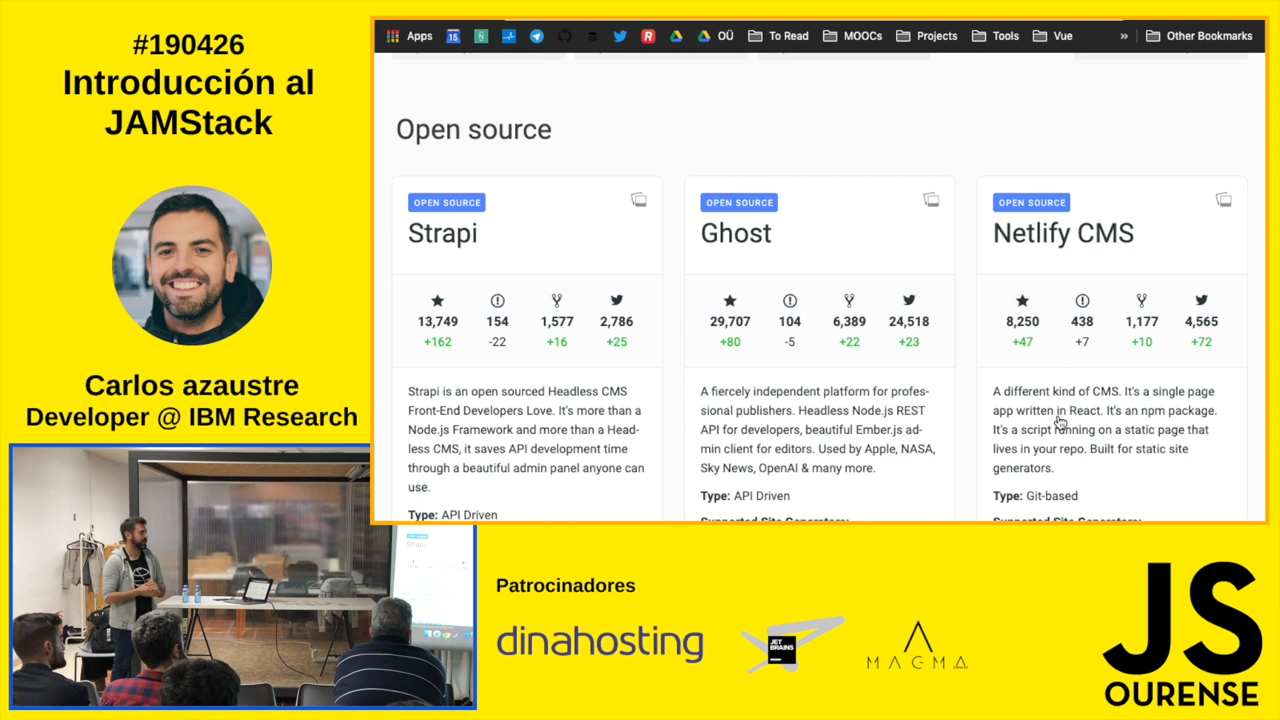 #190426
Introducción al
JAMStack
Carlos azaustre
Developer @ IBM Research
Apps
15
OÜ
To Read
MOOCs
Projects
Tools
Vue
»
Other Bookmarks
Open source
OPEN SOURCE
Strapi
13,749 154 1,577 2,786
+162 -22 +16 +25
Strapi is an open sourced Headless CMS
Front-End Developers Love. It's more than a
Node.js Framework and more than a Head-
less CMS, it saves API development time
through a beautiful admin panel anyone can
use.
Type: API Driven
OPEN SOURCE
Ghost
29,707 104 6,389 24,518
+80 -5 +22 +23
A fiercely independent platform for profes-
sional publishers. Headless Node.js REST
API for developers, beautiful Ember.js ad-
min client for editors. Used by Apple, NASA,
Sky News, OpenAI & many more.
Type: API Driven
Supported Site Generators:
OPEN SOURCE
Netlify CMS
8,250 438 1,177 4,565
+47 +7 +10 +72
A different kind of CMS. It's a single page
app written in React. It's an npm package.
It's a script running on a static page that
lives in your repo. Built for static site
generators.
Type: Git-based
Supported Site Generators:
Strapi
Patrocinadores
dinahosting
JET
BRAINS
MAGMA
JS
OURENSE